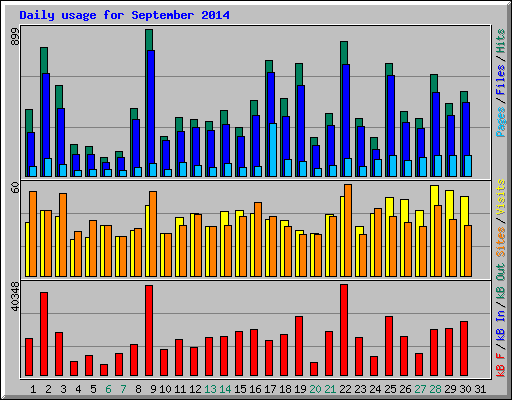 Daily usage for September 2014
899
Pages / Files / Hits
60
Sites / Visits
40348
kB F / kB In / kB Out
1 2 3 4 5 6 7 8 9 10 11 12 13 14 15 16 17 18 19 20 21 22 23 24 25 26 27 28 29 30 31